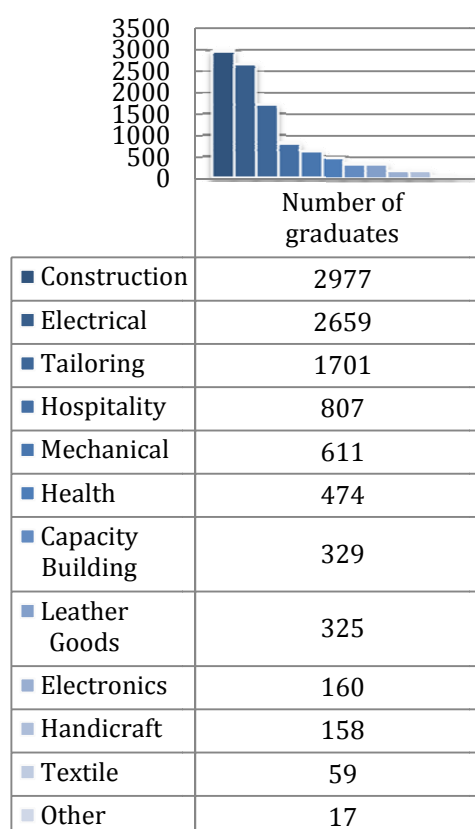 3500
3000
2500
2000
1500
1000
500
0
Number of
graduates
Construction 2977
Electrical 2659
Tailoring 1701
Hospitality 807
Mechanical 611
Health 474
Capacity
Building 329
Leather
Goods 325
Electronics 160
Handicraft 158
Textile 59
Other 17